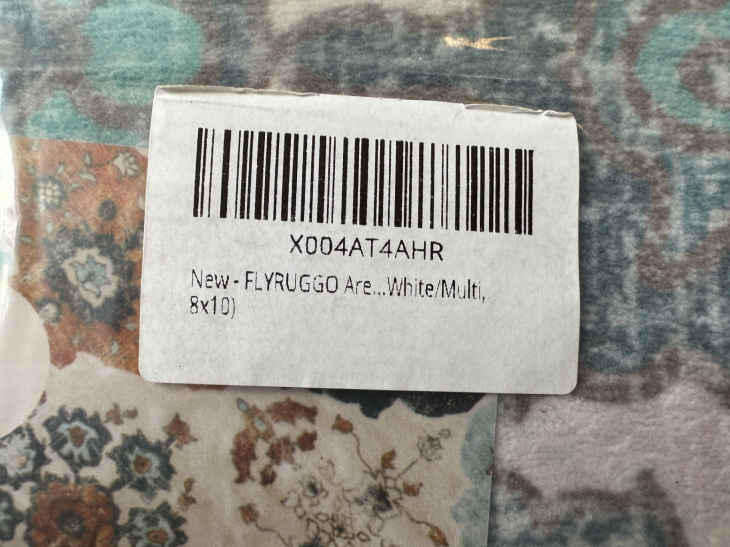 X004AT4AHR
New - FLYRUGGO Are...White/Multi,
8x10)